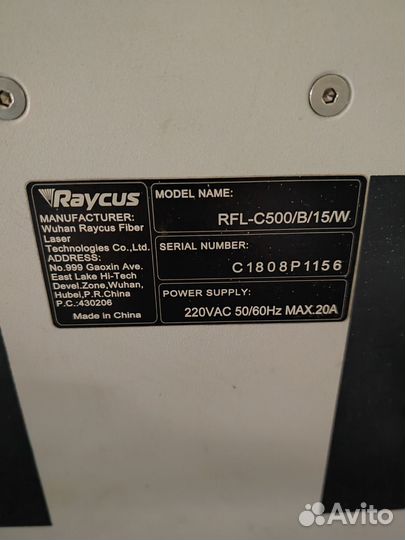 Raycus
MANUFACTURER:
Wuhan Raycus Fiber
Laser
Technologies Co.,Ltd.
ADDRESS:
No.999 Gaoxin Ave.
East Lake Hi-Tech
Devel.Zone,Wuhan,
Hubei,P.R.China
P.C.:430206
Made in China
MODEL NAME:
RFL-C500/B/15/W
SERIAL NUMBER:
C1808P1156
POWER SUPPLY:
220VAC 50/60Hz MAX.20A
Avito